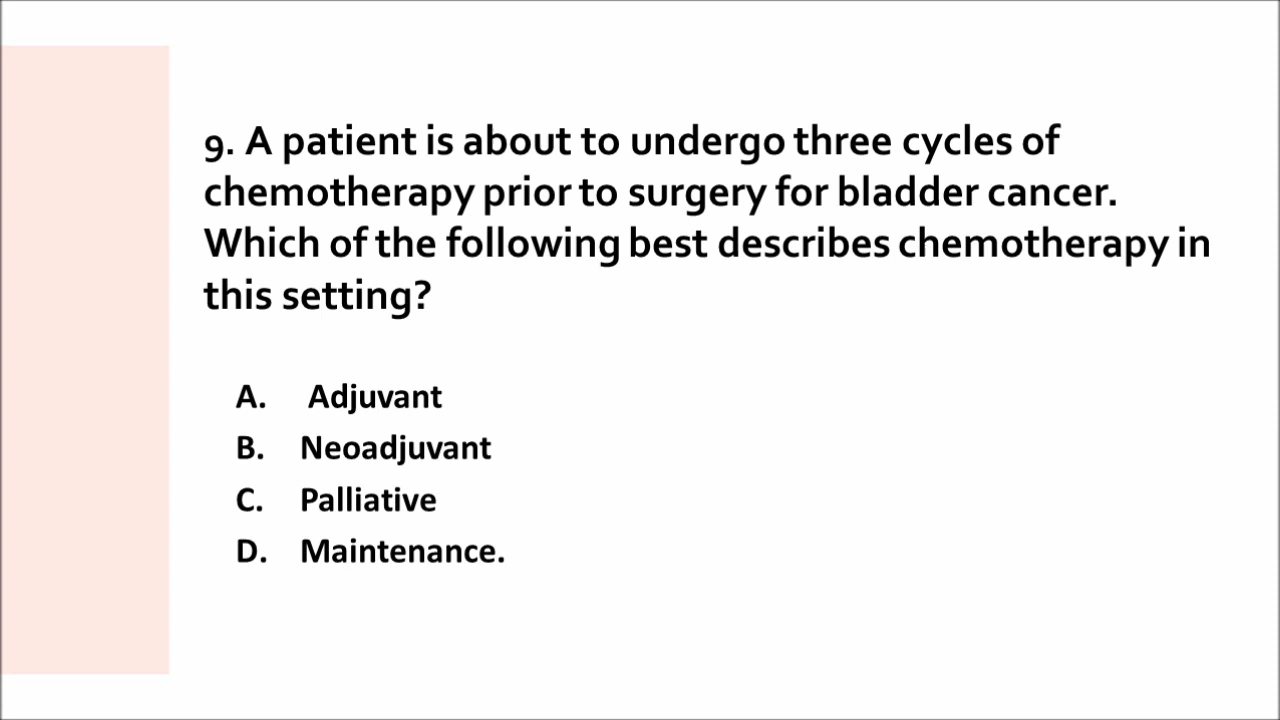 9. A patient is about to undergo three cycles of
chemotherapy prior to surgery for bladder cancer.
Which of the following best describes chemotherapy in
this setting?
A. Adjuvant
B. Neoadjuvant
C. Palliative
D. Maintenance.